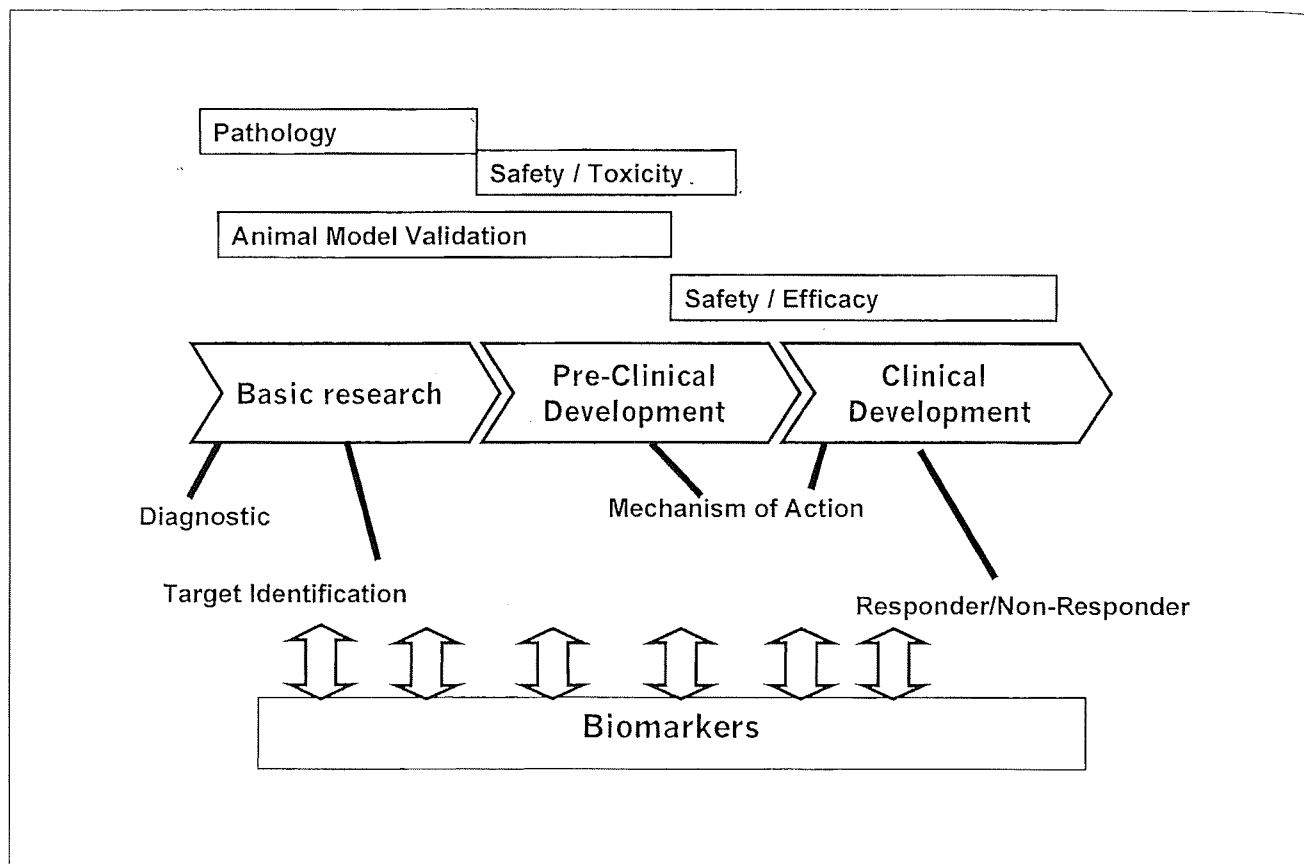 Pathology
Safety / Toxicity
Animal Model Validation
Safety / Efficacy
Basic research
Pre-Clinical
Development
Clinical
Development
Diagnostic
Mechanism of Action
Target Identification
Responder/Non-Responder
Biomarkers